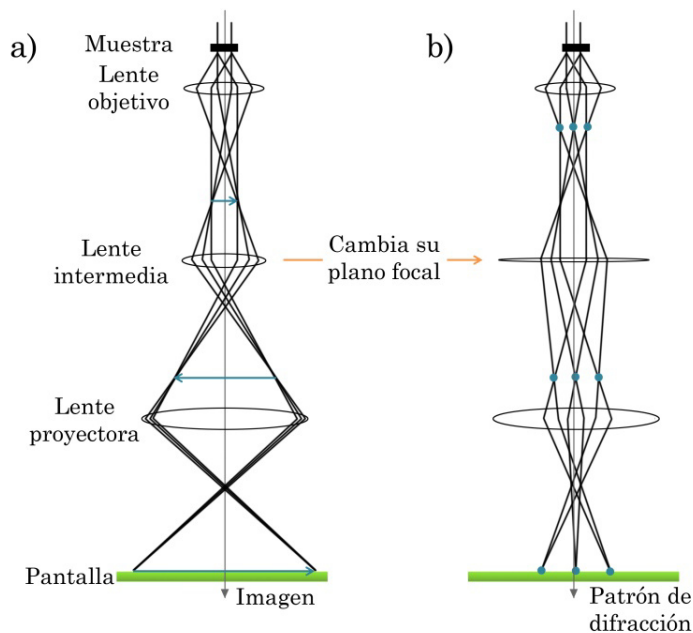 a)
Muestra
Lente
objetivo
Lente
intermedia
Lente
proyectora
Pantalla
Imagen
Cambia su
plano focal
b)
Patrón de
difracción